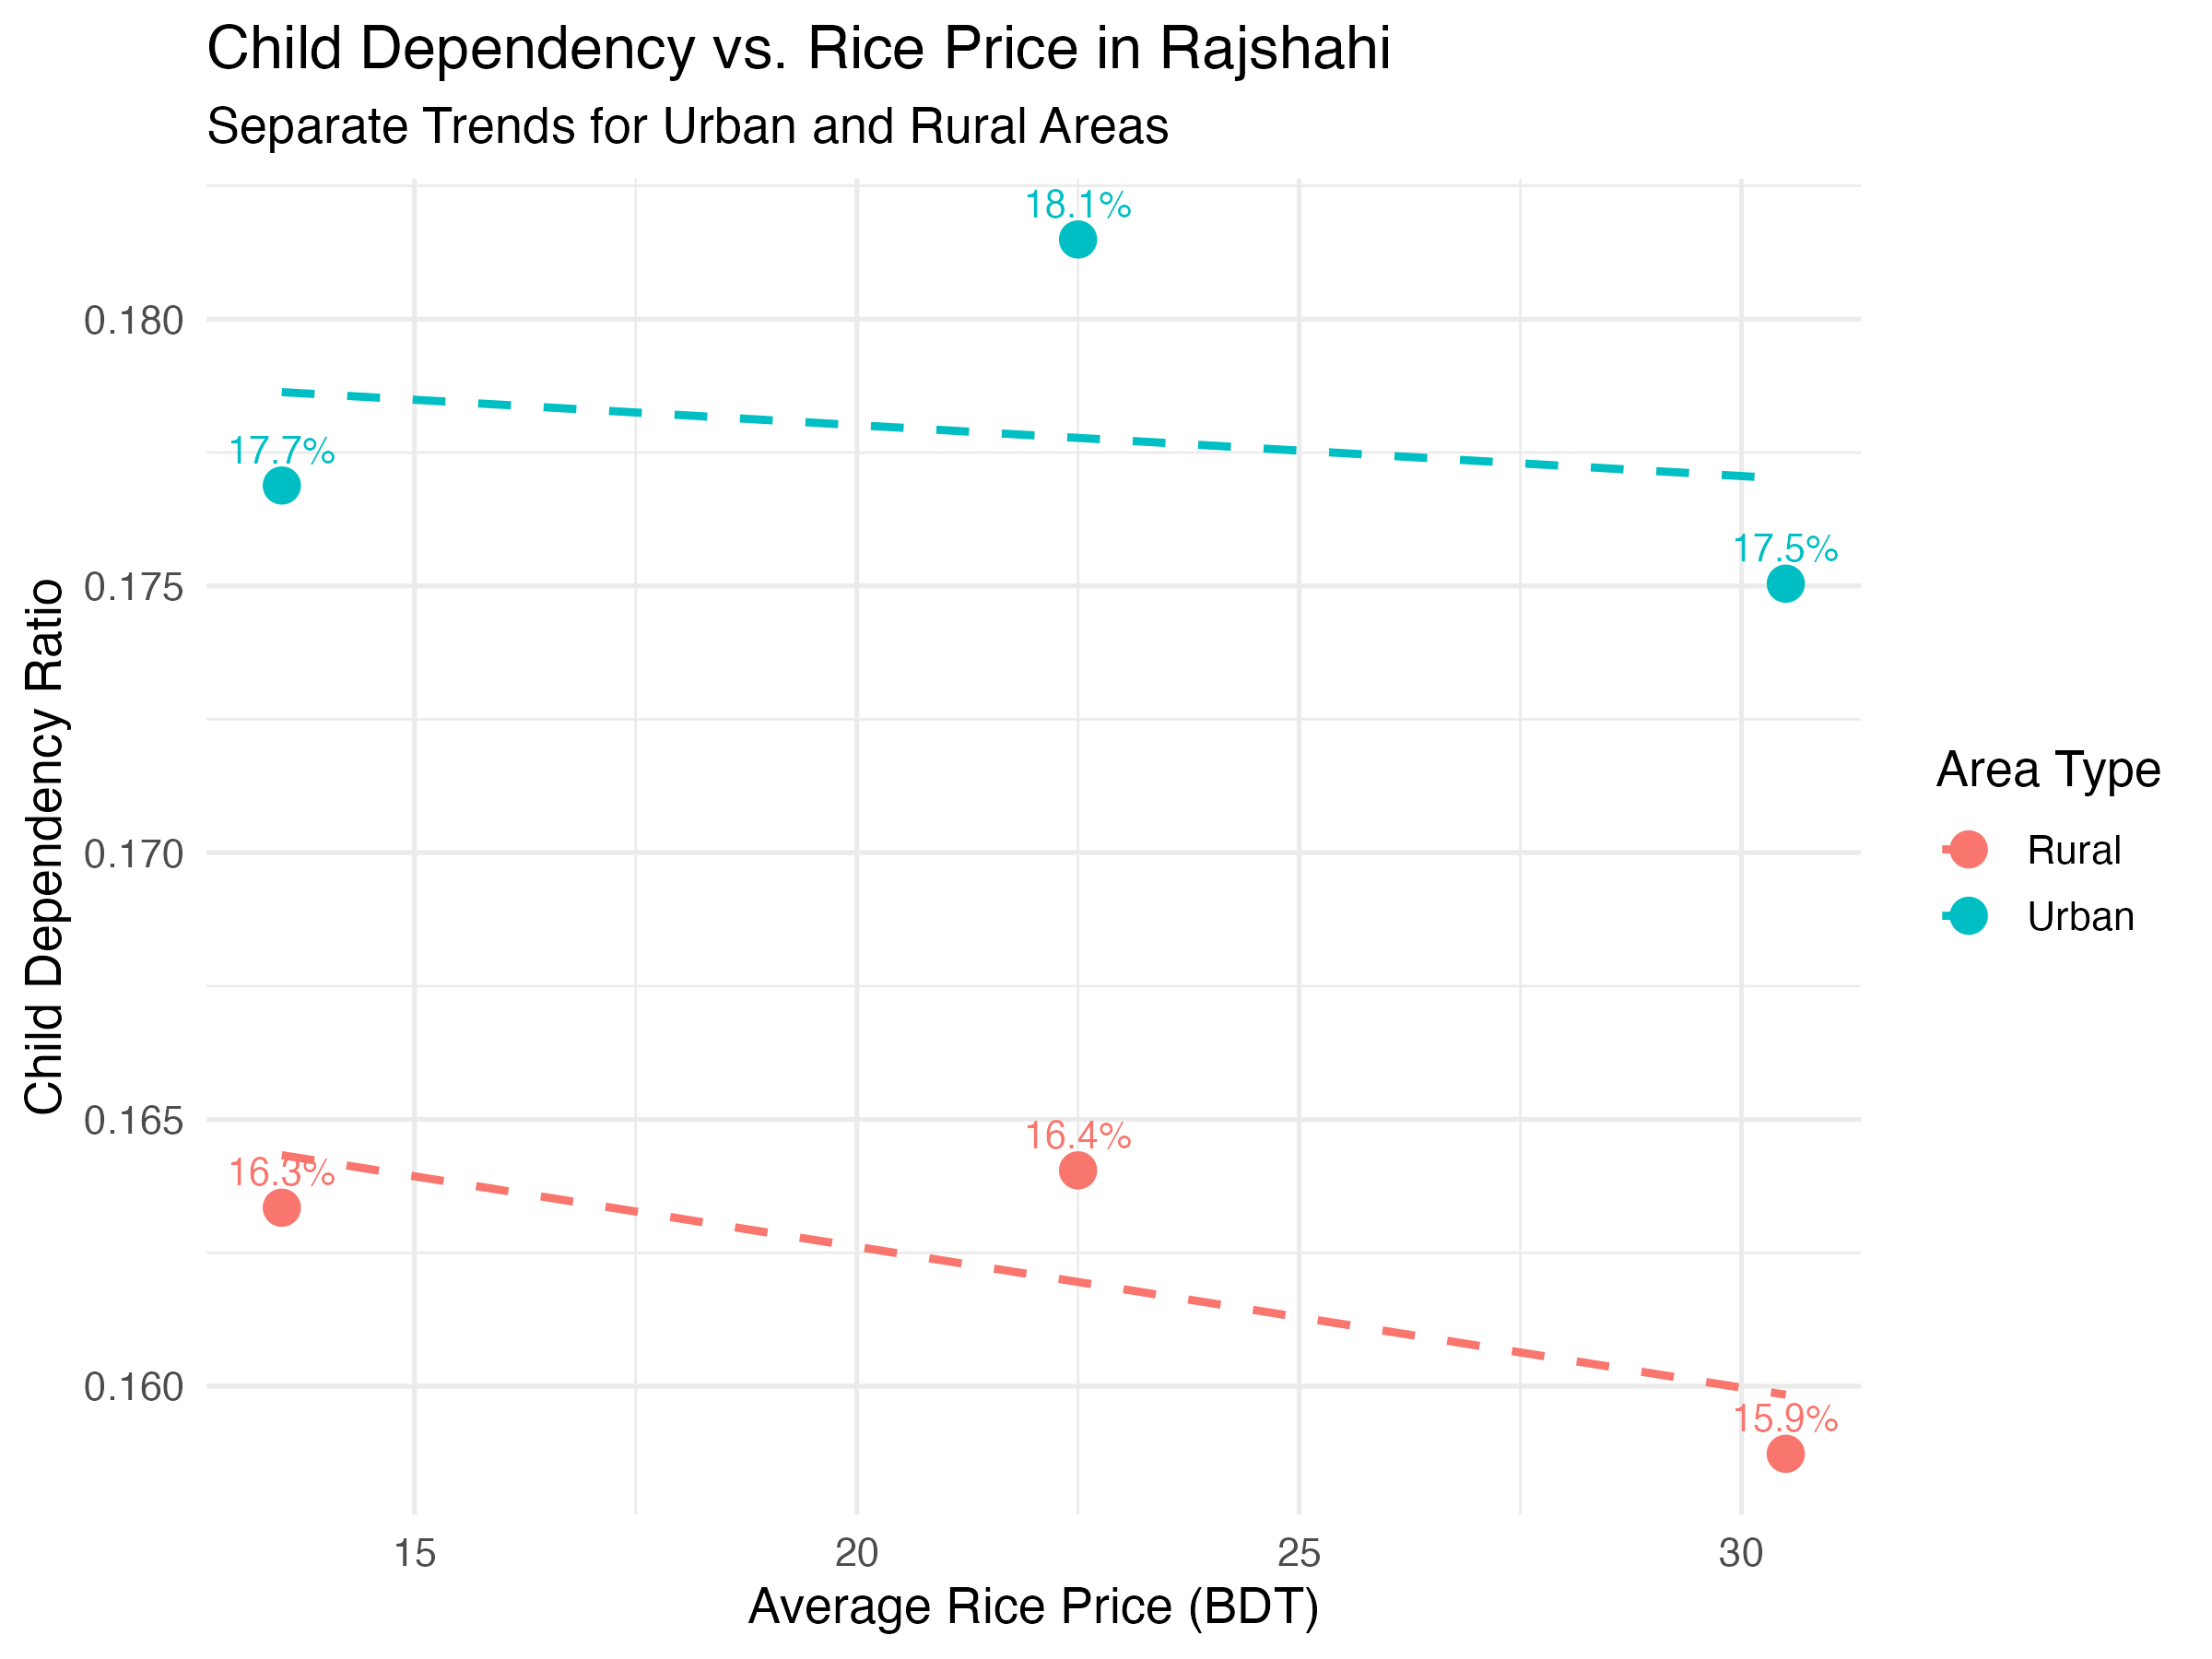 Child Dependency vs. Rice Price in Rajshahi
Separate Trends for Urban and Rural Areas
Child Dependency Ratio
0.180
0.175
0.170
0.165
0.160
18.1%
17.7%
17.5%
16.4%
16.3%
15.9%
15
20
25
30
Average Rice Price (BDT)
Area Type
Rural
Urban